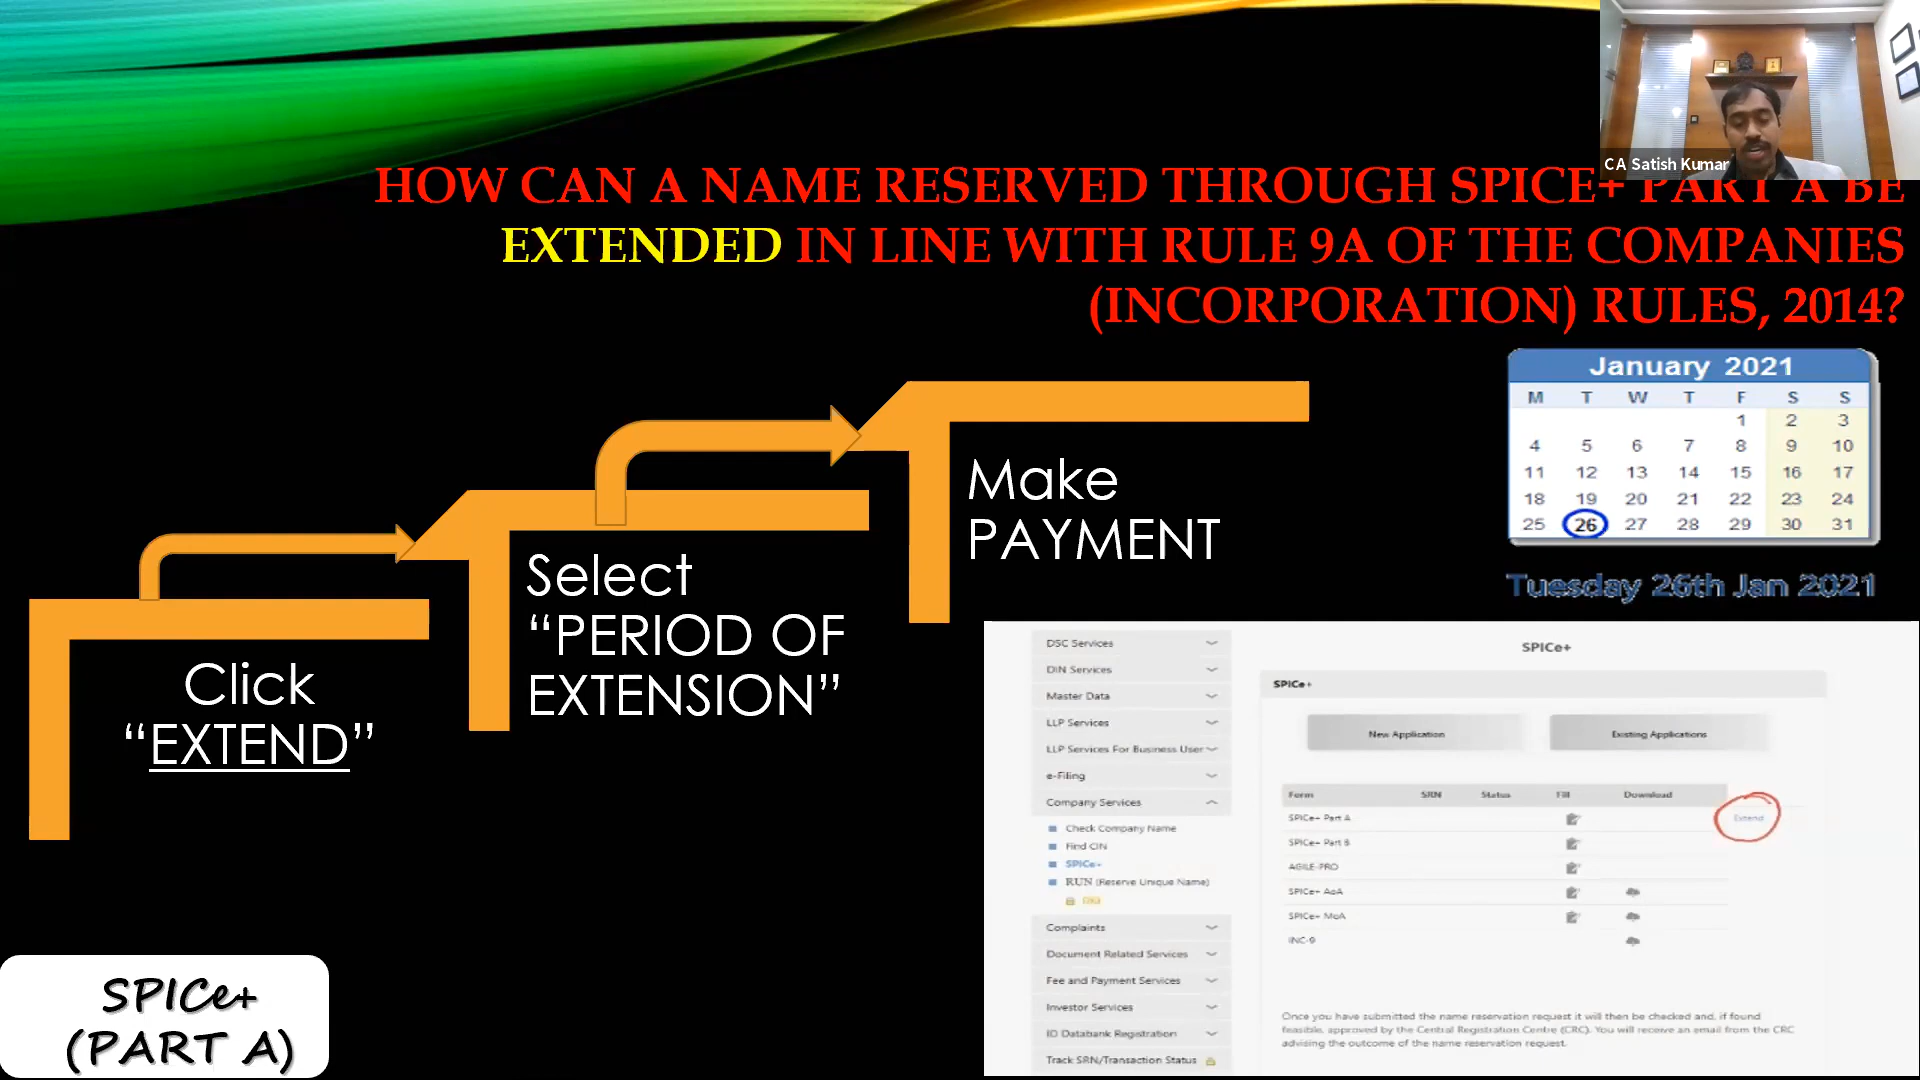 CA Satish Kumar
HOW CAN A NAME RESERVED THROUGH SPICE+ PART A BE
EXTENDED IN LINE WITH RULE 9A OF THE COMPANIES
(INCORPORATION) RULES, 2014?
Click
“EXTEND”
Select
“PERIOD OF
EXTENSION”
Make
PAYMENT
January 2021
M T W T F S S
1 2 3
4 5 6 7 8 9 10
11 12 13 14 15 16 17
18 19 20 21 22 23 24
25 26 27 28 29 30 31
Tuesday 26th Jan 2021
DSC Services
DIN Services
Master Data
LLP Services
LLP Services For Business User
e-Filing
Company Services
Check Company Name
Find CIN
SPICe+
RUN (Reserve Unique Name)
Complaints
Document Related Services
Fee and Payment Services
Investor Services
ID Databank Registration
Track SRN/Transaction Status
SPICe+
SPICe+
New Application Existing Applications
Form SRN Status Fill Download
SPICe+ Part A Extend
SPICe+ Part B
AGILE-PRO
SPICe+ AoA
SPICe+ MoA
INC-9
Once you have submitted the name reservation request it will then be checked and, if found
feasible, approved by the Central Registration Centre (CRC). You will receive an email from the CRC
advising the outcome of the name reservation request.
SPICe+
(PART A)